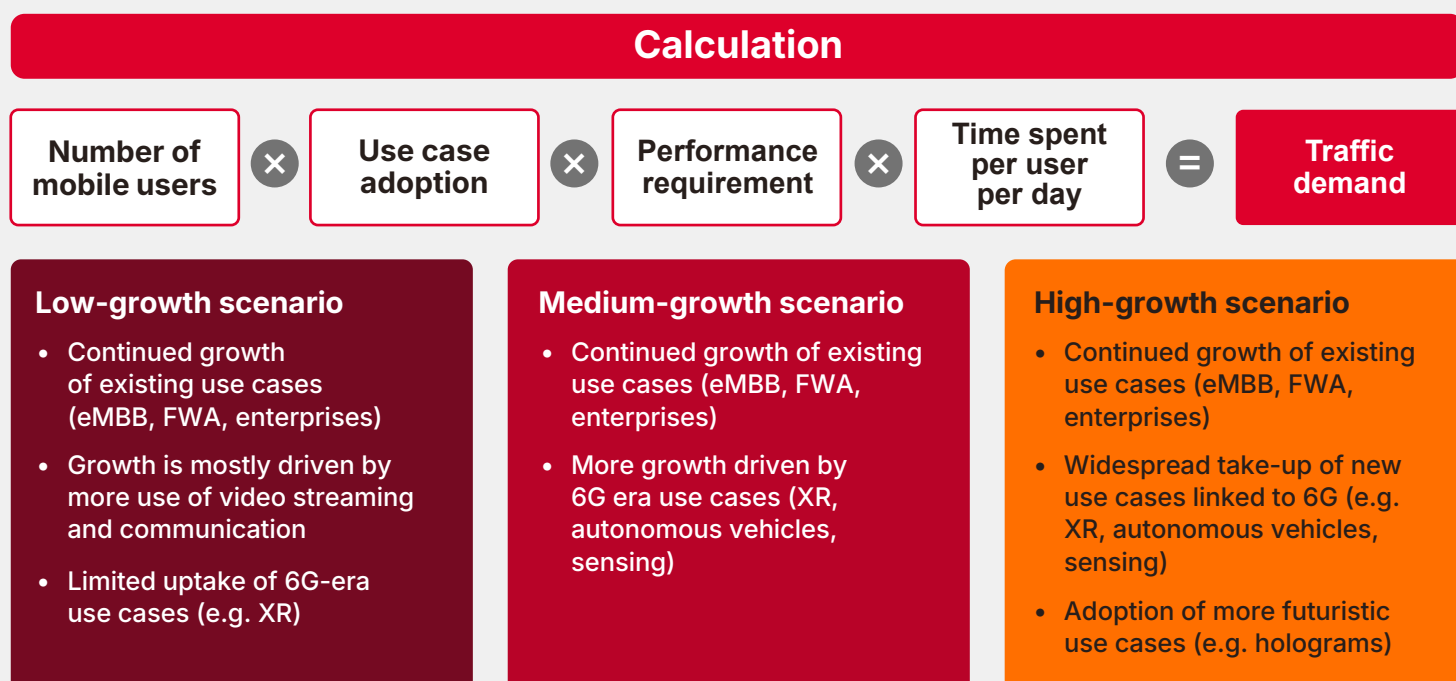 Calculation
Number of
mobile users
×
Use case
adoption
×
Performance
requirement
×
Time spent
per user
per day
=
Traffic
demand
Low-growth scenario
• Continued growth
of existing use cases
(eMBB, FWA, enterprises)
• Growth is mostly driven by
more use of video streaming
and communication
• Limited uptake of 6G-era
use cases (e.g. XR)
Medium-growth scenario
• Continued growth of existing
use cases (eMBB, FWA,
enterprises)
• More growth driven by
6G era use cases (XR,
autonomous vehicles,
sensing)
High-growth scenario
• Continued growth of existing
use cases (eMBB, FWA,
enterprises)
• Widespread take-up of new
use cases linked to 6G (e.g.
XR, autonomous vehicles,
sensing)
• Adoption of more futuristic
use cases (e.g. holograms)